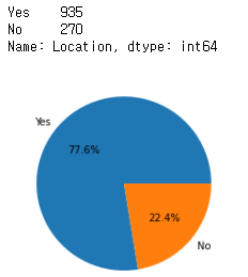 Yes    935
No     270
Name: Location, dtype: int64
Yes
77.6%
22.4%
No